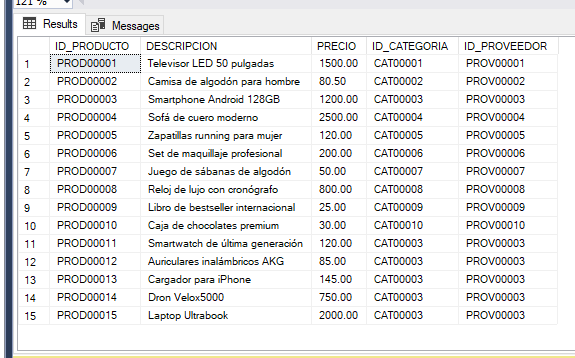 121 %
Results Messages
ID_PRODUCTO DESCRIPCION PRECIO ID_CATEGORIA ID_PROVEEDOR
1 PROD00001 Televisor LED 50 pulgadas 1500.00 CAT00001 PROV00001
2 PROD00002 Camisa de algodón para hombre 80.50 CAT00002 PROV00002
3 PROD00003 Smartphone Android 128GB 1200.00 CAT00003 PROV00003
4 PROD00004 Sofá de cuero moderno 2500.00 CAT00004 PROV00004
5 PROD00005 Zapatillas running para mujer 120.00 CAT00005 PROV00005
6 PROD00006 Set de maquillaje profesional 200.00 CAT00006 PROV00006
7 PROD00007 Juego de sábanas de algodón 50.00 CAT00007 PROV00007
8 PROD00008 Reloj de lujo con cronógrafo 800.00 CAT00008 PROV00008
9 PROD00009 Libro de bestseller internacional 25.00 CAT00009 PROV00009
10 PROD00010 Caja de chocolates premium 30.00 CAT00010 PROV00010
11 PROD00011 Smartwatch de última generación 120.00 CAT00003 PROV00003
12 PROD00012 Auriculares inalámbricos AKG 85.00 CAT00003 PROV00003
13 PROD00013 Cargador para iPhone 145.00 CAT00003 PROV00003
14 PROD00014 Dron Velox5000 750.00 CAT00003 PROV00003
15 PROD00015 Laptop Ultrabook 2000.00 CAT00003 PROV00003